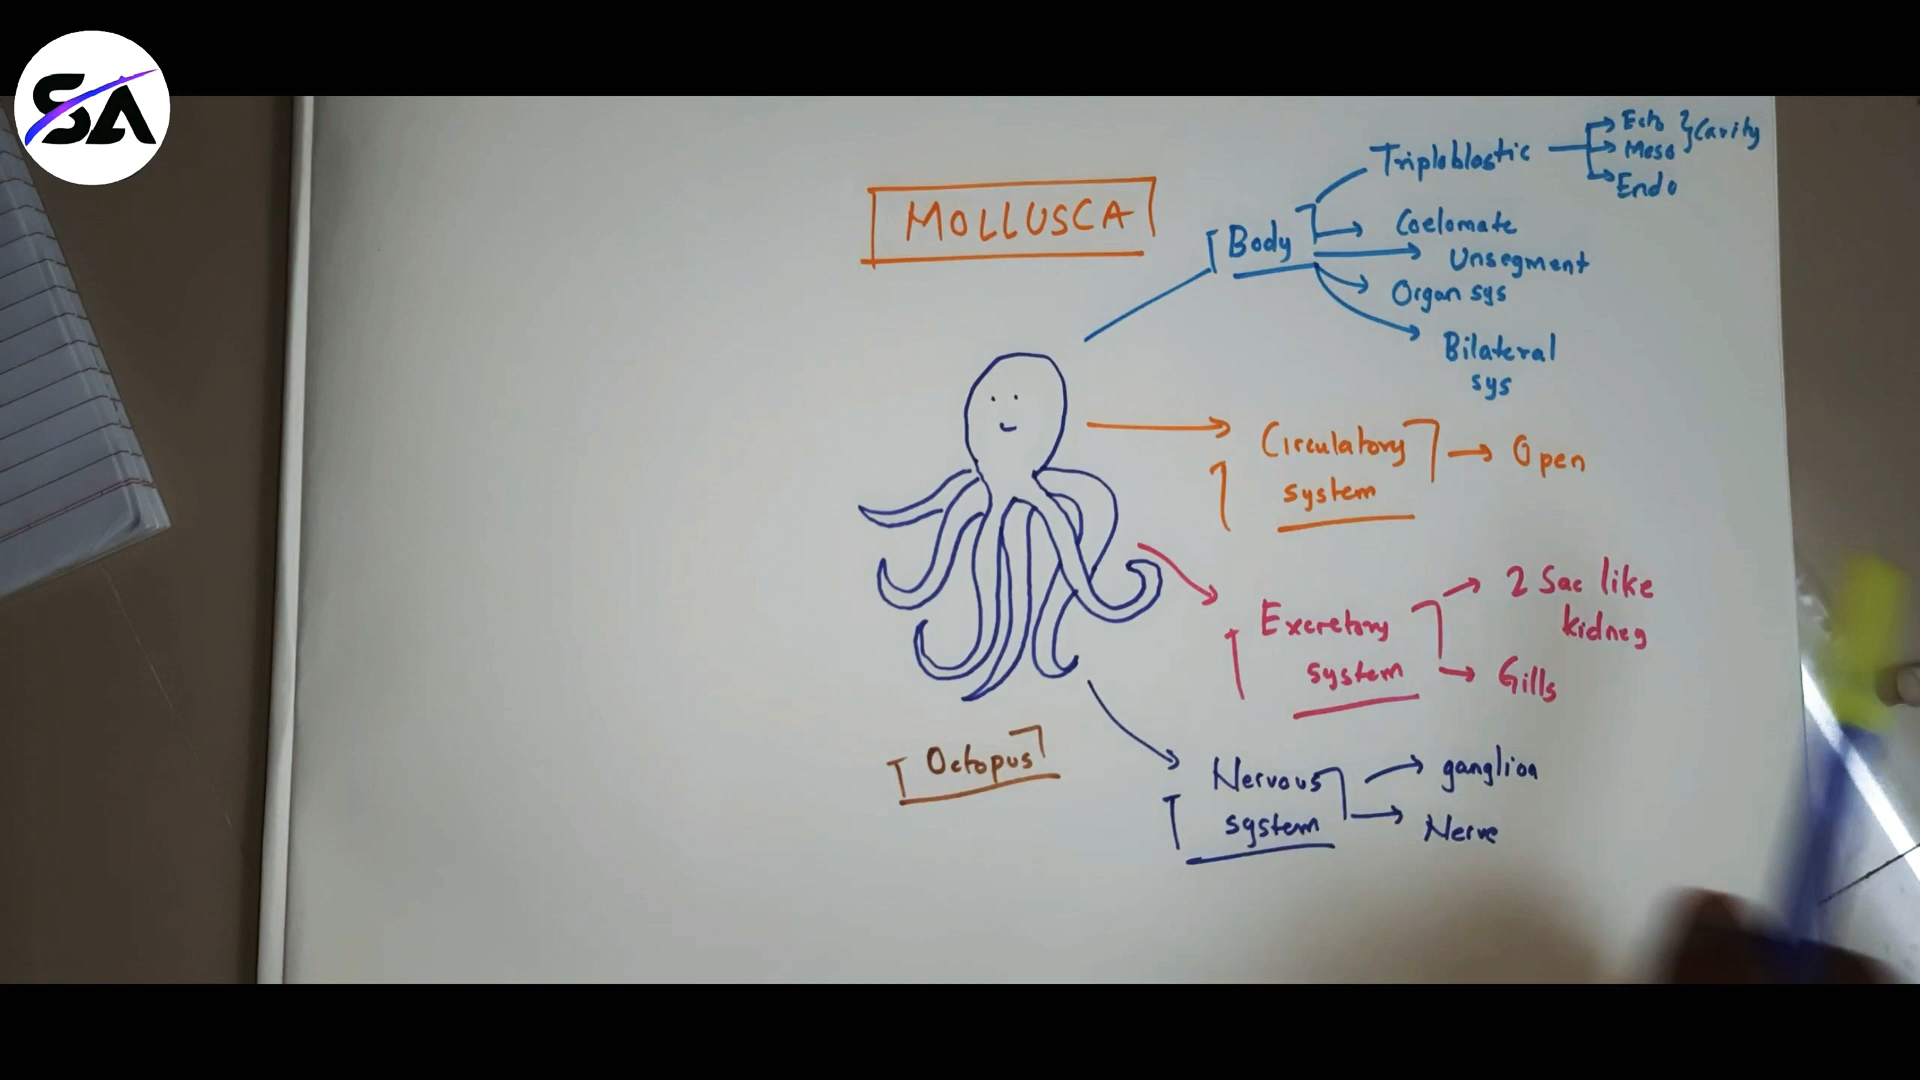 SA
MOLLUSCA
Body
Triploblastic
Ecto
Meso
Endo
Cavity
Coelomate
Unsegment
Organ sys
Bilateral
sys
Circulatory
system
Open
Excretory
system
2 Sac like
kidney
Gills
Octopus
Nervous
system
ganglion
Nerve